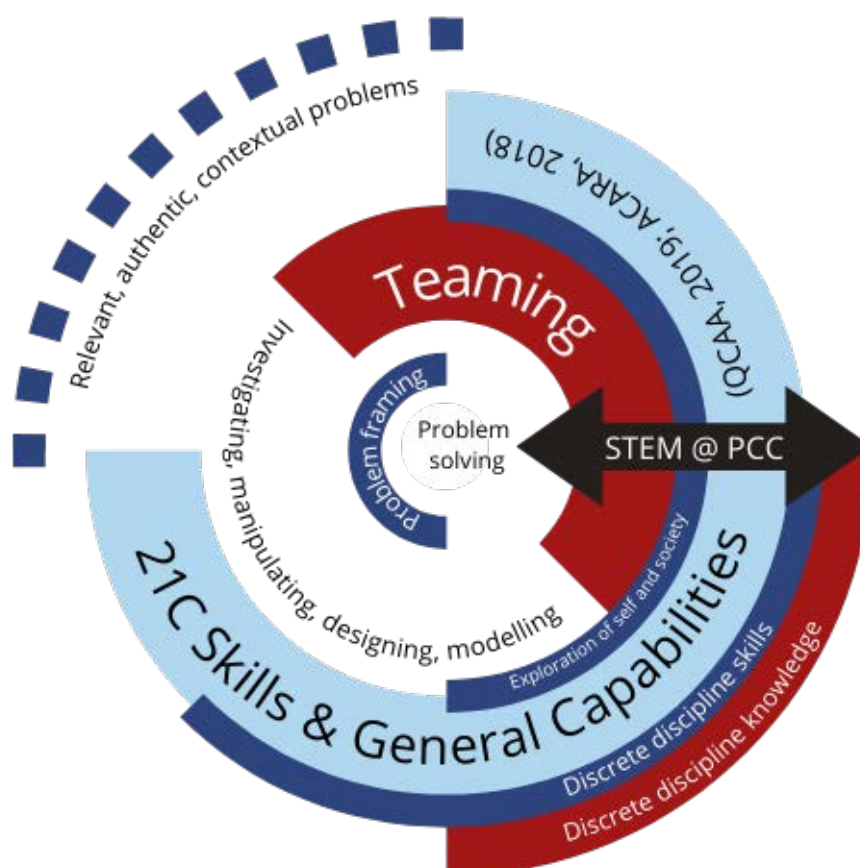 Relevant, authentic, contextual problems
(QCAA, 2019; ACARA, 2018)
Teaming
Investigating, manipulating, designing, modelling
Problem framing
Problem
solving
STEM @ PCC
Exploration of self and society
21C Skills & General Capabilities
Discrete discipline skills
Discrete discipline knowledge